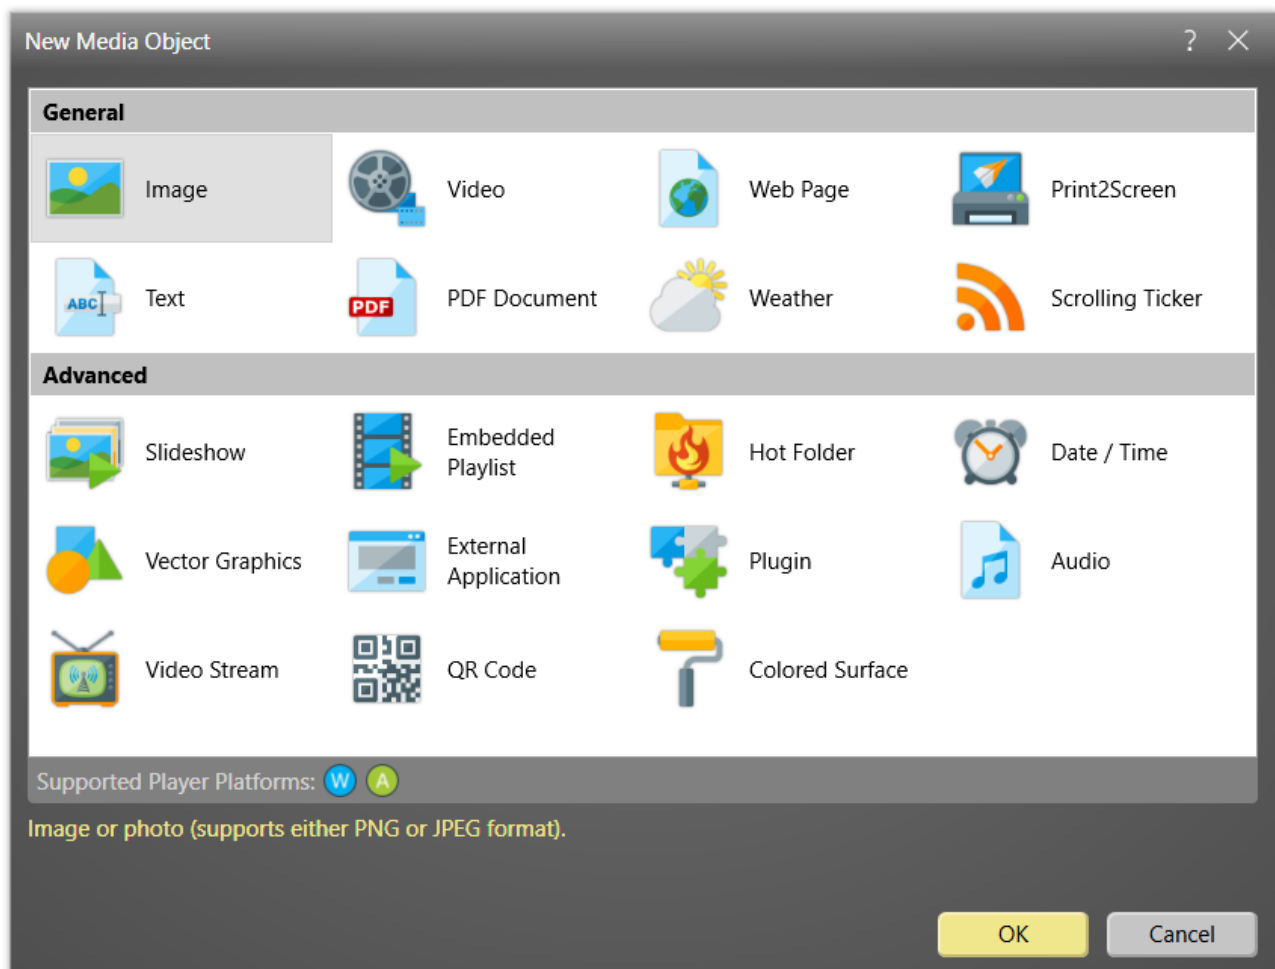 New Media Object
?
General
Image
Video
Web Page
Print2Screen
ABC
Text
PDF
PDF Document
Weather
Scrolling Ticker
Advanced
Slideshow
Embedded
Playlist
Hot Folder
Date / Time
Vector Graphics
External
Application
Plugin
Audio
Video Stream
QR Code
Colored Surface
Supported Player Platforms: W A
Image or photo (supports either PNG or JPEG format).
OK
Cancel